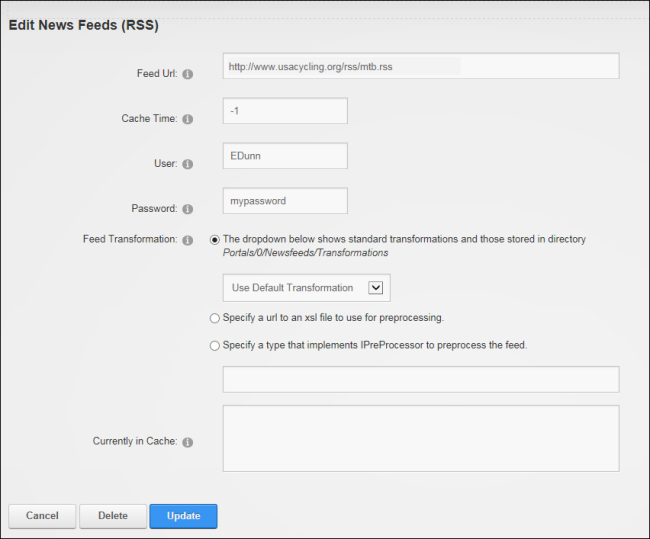 Edit News Feeds (RSS)
Feed Url:
http://www.usacycling.org/rss/mtb.rss
Cache Time:
-1
User:
EDunn
Password:
mypassword
Feed Transformation:
The dropdown below shows standard transformations and those stored in directory
Portals/0/Newsfeeds/Transformations
Use Default Transformation
Specify a url to an xsl file to use for preprocessing.
Specify a type that implements IPreProcessor to preprocess the feed.
Currently in Cache:
Cancel
Delete
Update